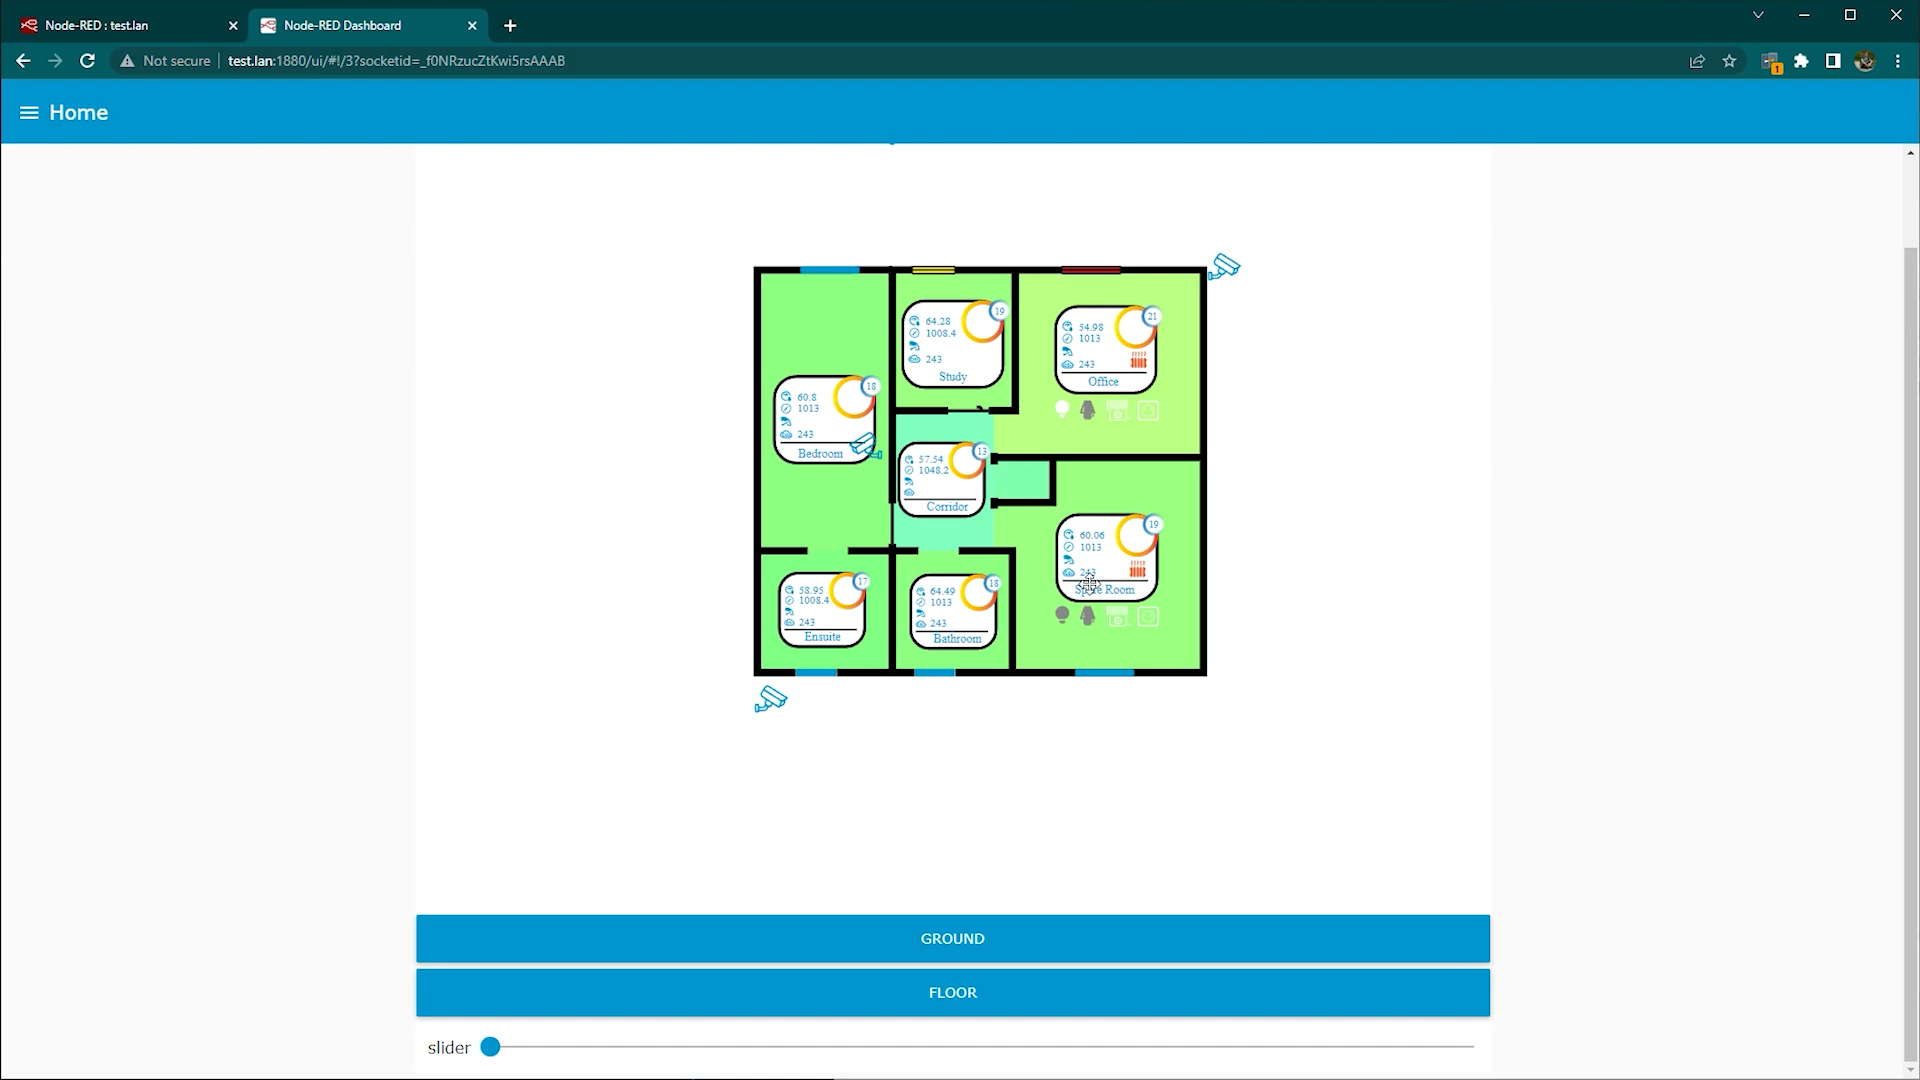 Node-RED : test.lan
Node-RED Dashboard
Not secure
test.lan:1880/ui/#!/3?socketid=_f0NRzucZtKwi5rsAAAB
1
Home
19
64.28
1008.4
243
Study
21
54.98
1013
243
Office
18
60.8
1013
243
Bedroom
13
57.54
1048.2
Corridor
19
60.06
1013
243
Spare Room
17
58.95
1008.4
243
Ensuite
18
64.49
1013
243
Bathroom
GROUND
FLOOR
slider